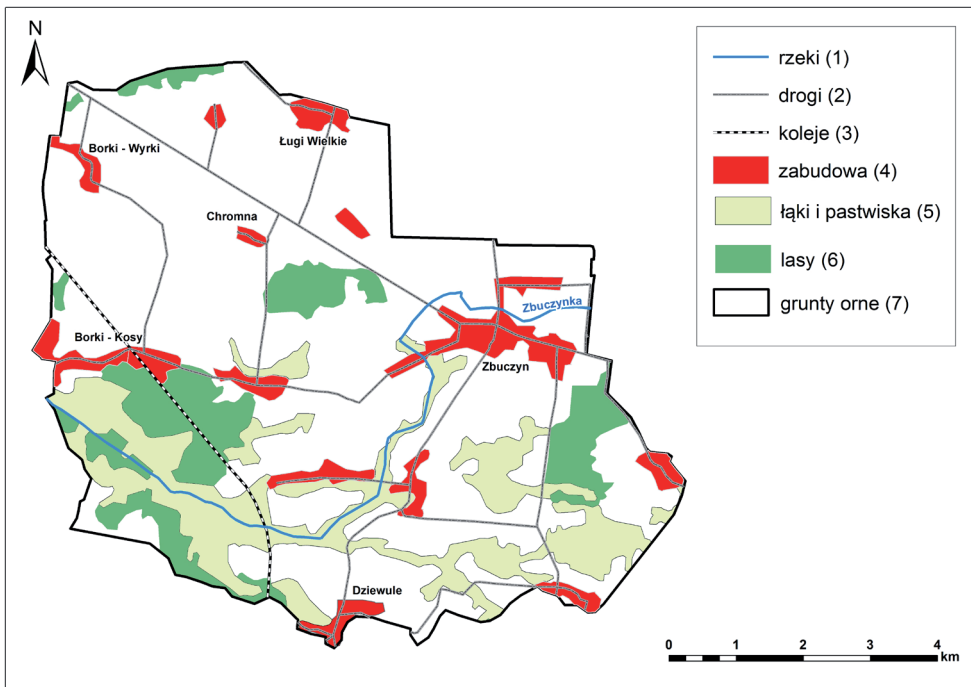 N
rzeki (1)
drogi (2)
koleje (3)
zabudowa (4)
łąki i pastwiska (5)
lasy (6)
grunty orne (7)
Ługi Wielkie
Borki - Wyrki
Chromna
Zbuczynka
Borki - Kosy
Zbuczyn
Dziewule
0 1 2 3 4
km